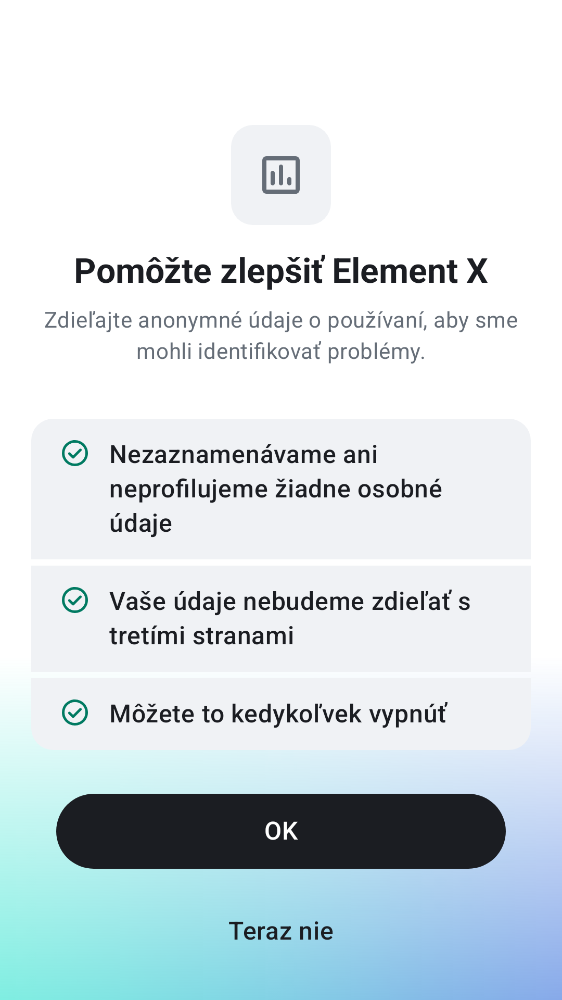 Pomôžte zlepšiť Element X
Zdieľajte anonymné údaje o používaní, aby sme
mohli identifikovať problémy.
Nezaznamenávame ani
neprofilujeme žiadne osobné
údaje
Vaše údaje nebudeme zdieľať s
tretími stranami
Môžete to kedykoľvek vypnúť
OK
Teraz nie